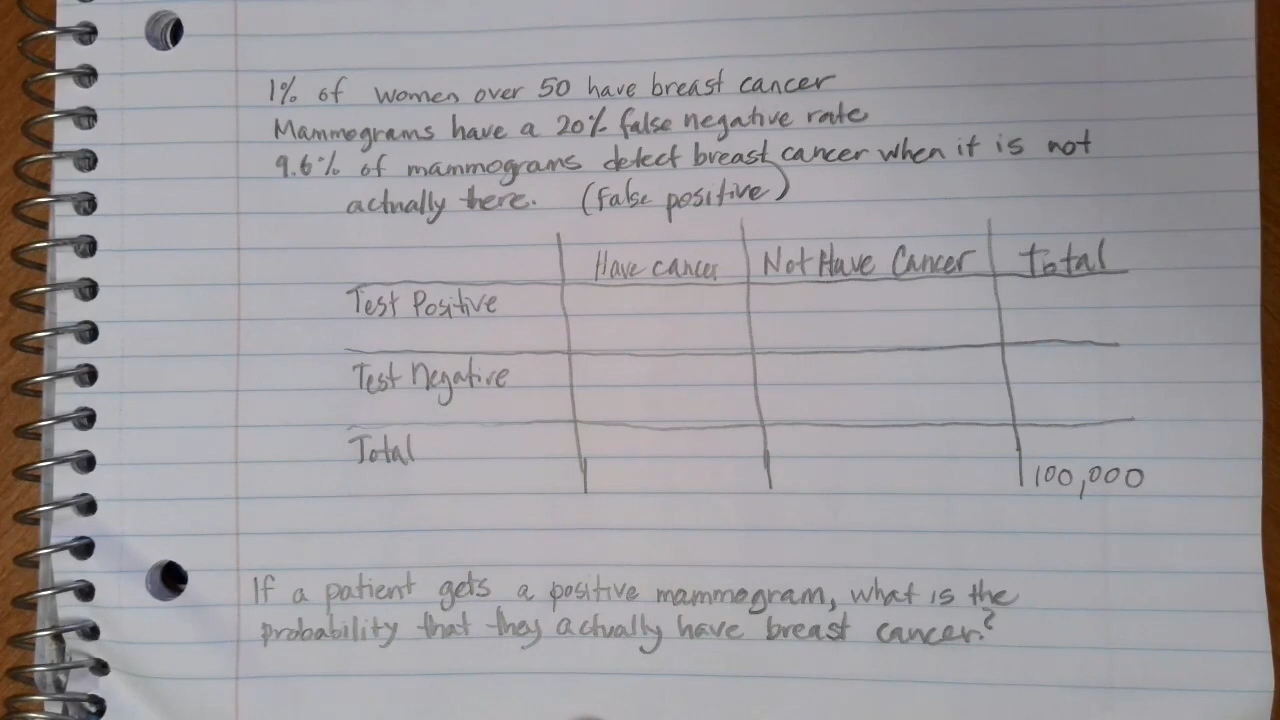 1% of women over 50 have breast cancer
Mammograms have a 20% false negative rate
9.6% of mammograms detect breast cancer when it is not
actually there. (false positive)
Have cancer Not Have Cancer Total
Test Positive
Test Negative
Total
100,000
If a patient gets a positive mammogram, what is the
probability that they actually have breast cancer?